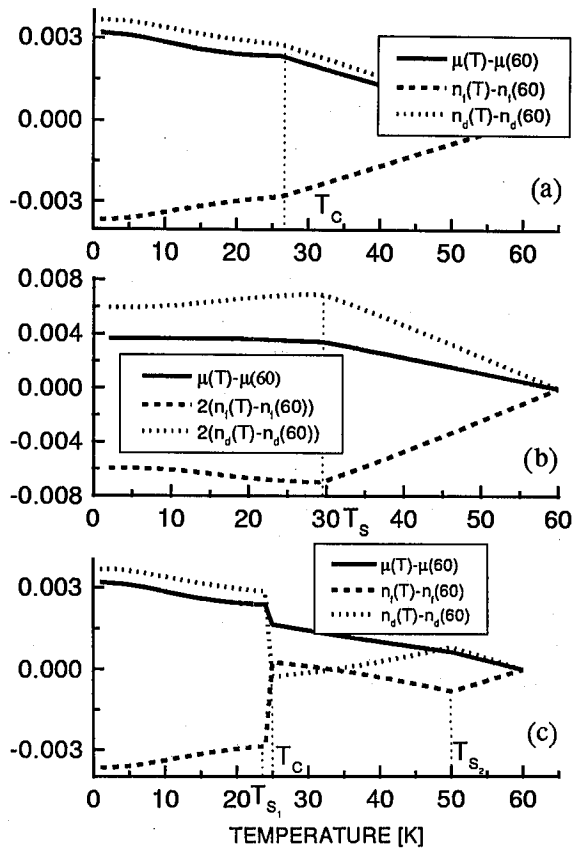 0.003
0.000
-0.003
μ(T)-μ(60)
n_f(T)-n_f(60)
n_d(T)-n_d(60)
(a)
T_C
0 10 20 30 40 50 60
0.008
0.004
0.000
-0.004
-0.008
μ(T)-μ(60)
2(n_f(T)-n_f(60))
2(n_d(T)-n_d(60))
(b)
0 10 20 30 T_S 40 50 60
0.003
0.000
-0.003
μ(T)-μ(60)
n_f(T)-n_f(60)
n_d(T)-n_d(60)
(c)
T_C
T_S₂
0 10 20 30 40 50 60
T_S₁
TEMPERATURE [K]